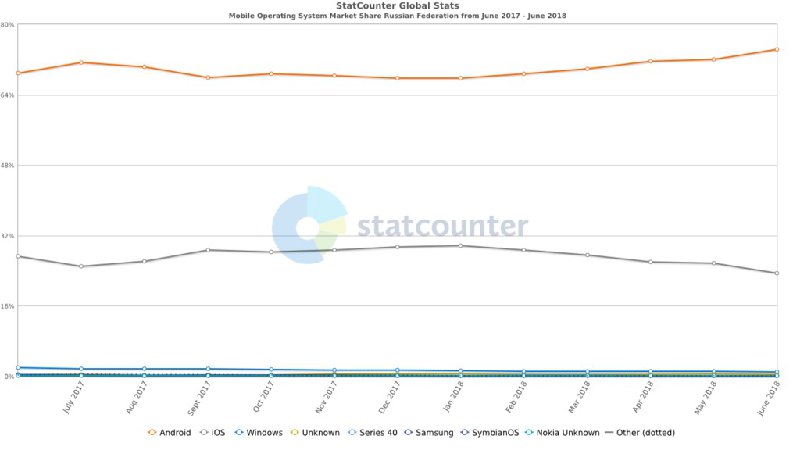 StatCounter Global Stats
Mobile Operating System Market Share Russian Federation from June 2017 - June 2018
80%
64%
48%
32%
16%
0%
statcounter
July 2017 Aug 2017 Sept 2017 Oct 2017 Nov 2017 Dec 2017 Jan 2018 Feb 2018 Mar 2018 Apr 2018 May 2018 June 2018
Android iOS Windows Unknown Series 40 Samsung SymbianOS Nokia Unknown Other (dotted)